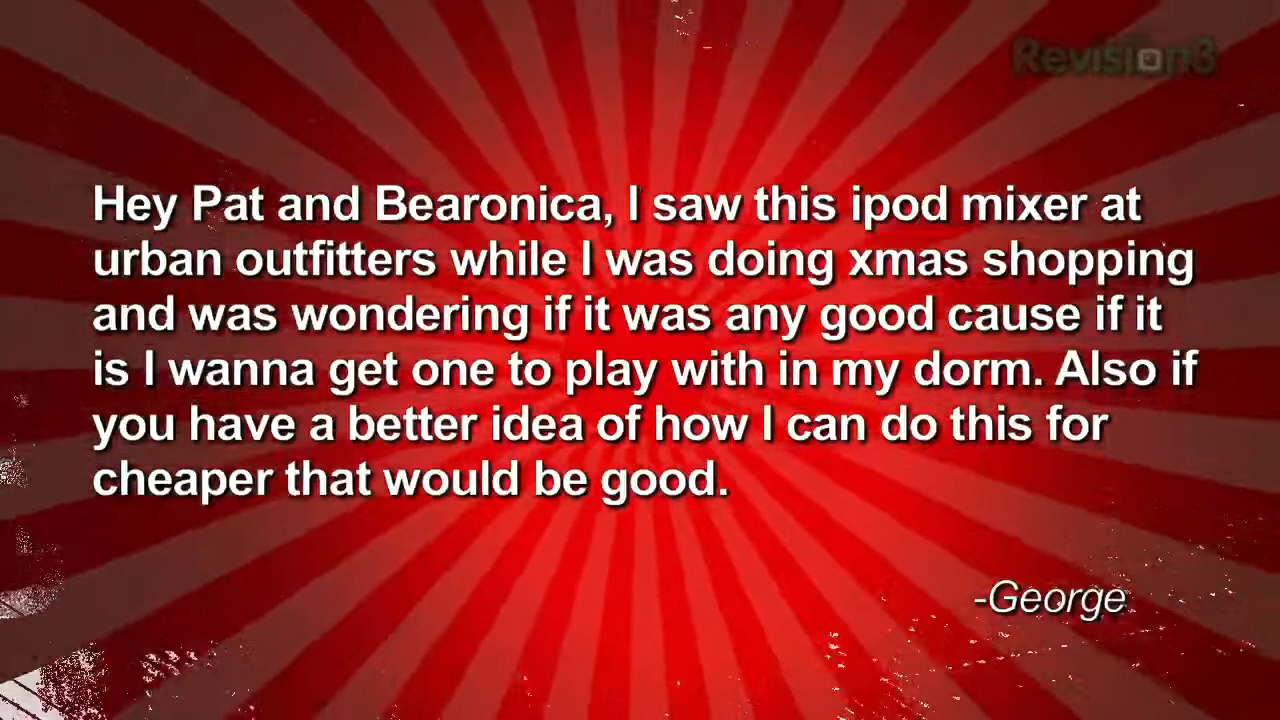 Revision3
Hey Pat and Bearonica, I saw this ipod mixer at
urban outfitters while I was doing xmas shopping
and was wondering if it was any good cause if it
is I wanna get one to play with in my dorm. Also if
you have a better idea of how I can do this for
cheaper that would be good.
-George